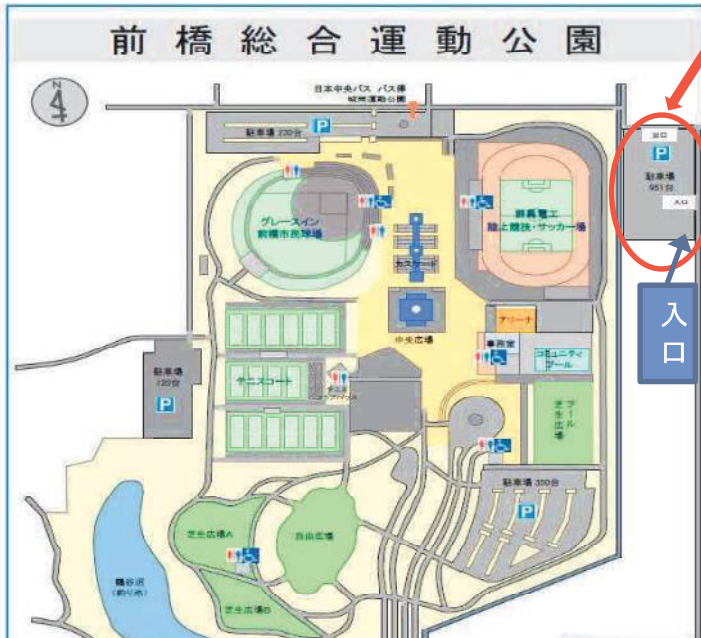 前橋総合運動公園
N
日本中央バス バス停
城南運動公園
駐車場 220台
P
出口
P
駐車場
951台
入口
入口
グレースイン
前橋市民球場
群馬電工
陸上競技・サッカー場
カスケード
中央広場
アリーナ
事務室
コミュニティ
プール
テニスコート
駐車場
120台
P
プール
芝生広場
駐車場 350台
P
芝生広場A
自由広場
芝生広場B
鶴谷沼
(釣り池)